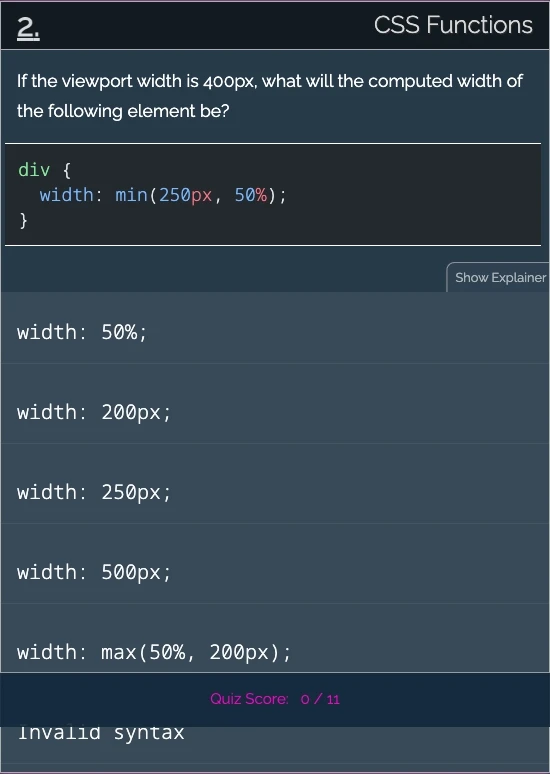 2.
CSS Functions
If the viewport width is 400px, what will the computed width of
the following element be?
div {
  width: min(250px, 50%);
}
Show Explainer
width: 50%;
width: 200px;
width: 250px;
width: 500px;
width: max(50%, 200px);
Quiz Score: 0 / 11
Invalid syntax